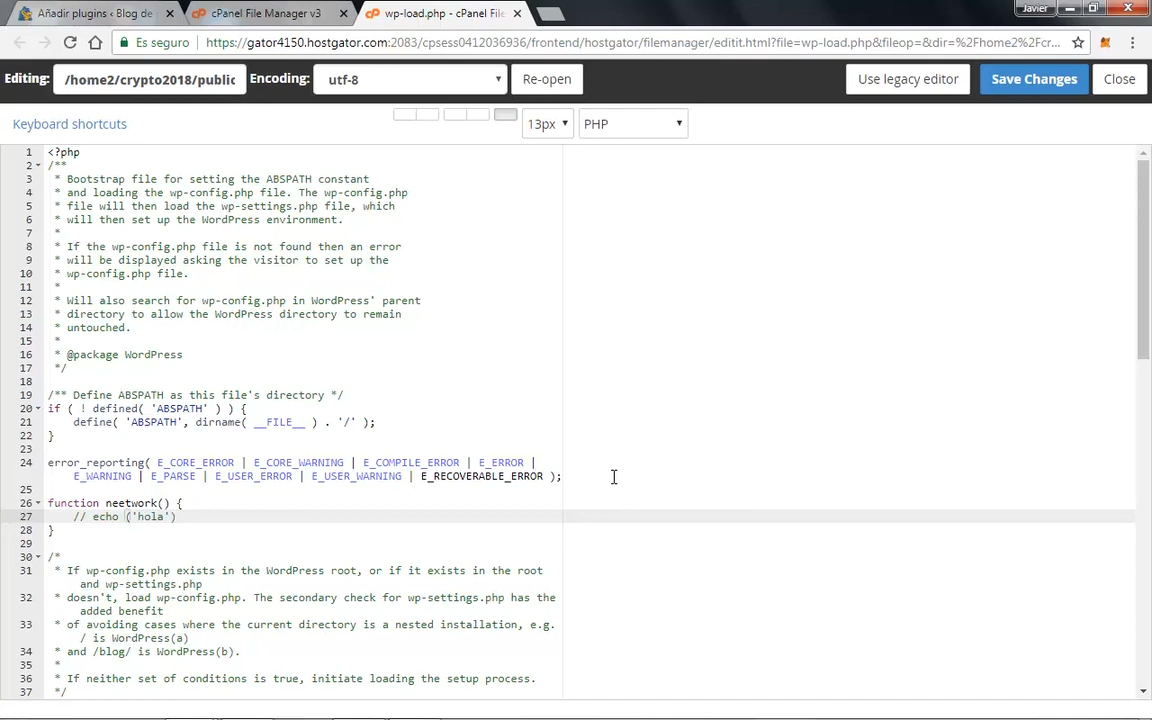 Añadir plugins ‹ Blog de
cPanel File Manager v3
wp-load.php - cPanel File
Javier
Es seguro
https://gator4150.hostgator.com:2083/cpsess0412036936/frontend/hostgator/filemanager/editit.html?file=wp-load.php&fileop=&dir=%2Fhome2%2Fcr...
Editing:
/home2/crypto2018/public
Encoding:
utf-8
Re-open
Use legacy editor
Save Changes
Close
Keyboard shortcuts
13px
PHP
1 <?php
2 /**
3 * Bootstrap file for setting the ABSPATH constant
4 * and loading the wp-config.php file. The wp-config.php
5 * file will then load the wp-settings.php file, which
6 * will then set up the WordPress environment.
7 *
8 * If the wp-config.php file is not found then an error
9 * will be displayed asking the visitor to set up the
10 * wp-config.php file.
11 *
12 * Will also search for wp-config.php in WordPress' parent
13 * directory to allow the WordPress directory to remain
14 * untouched.
15 *
16 * @package WordPress
17 */
18
19 /** Define ABSPATH as this file's directory */
20 if ( ! defined( 'ABSPATH' ) ) {
21 define( 'ABSPATH', dirname( __FILE__ ) . '/' );
22 }
23
24 error_reporting( E_CORE_ERROR | E_CORE_WARNING | E_COMPILE_ERROR | E_ERROR |
E_WARNING | E_PARSE | E_USER_ERROR | E_USER_WARNING | E_RECOVERABLE_ERROR );
25
26 function neetwork() {
27 // echo ('hola')
28 }
29
30 /*
31 * If wp-config.php exists in the WordPress root, or if it exists in the root
and wp-settings.php
32 * doesn't, load wp-config.php. The secondary check for wp-settings.php has the
added benefit
33 * of avoiding cases where the current directory is a nested installation, e.g.
/ is WordPress(a)
34 * and /blog/ is WordPress(b).
35 *
36 * If neither set of conditions is true, initiate loading the setup process.
37 */